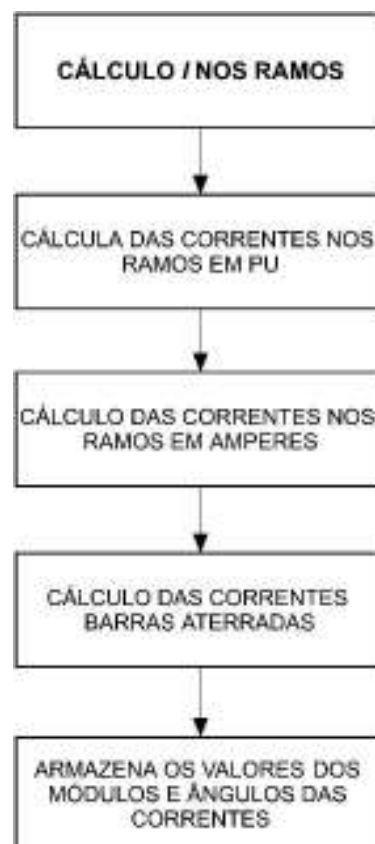 CÁLCULO / NOS RAMOS
CÁLCULA DAS CORRENTES NOS
RAMOS EM PU
CÁLCULO DAS CORRENTES NOS
RAMOS EM AMPERES
CÁLCULO DAS CORRENTES
BARRAS ATERRADAS
ARMAZENA OS VALORES DOS
MÓDULOS E ÂNGULOS DAS
CORRENTES